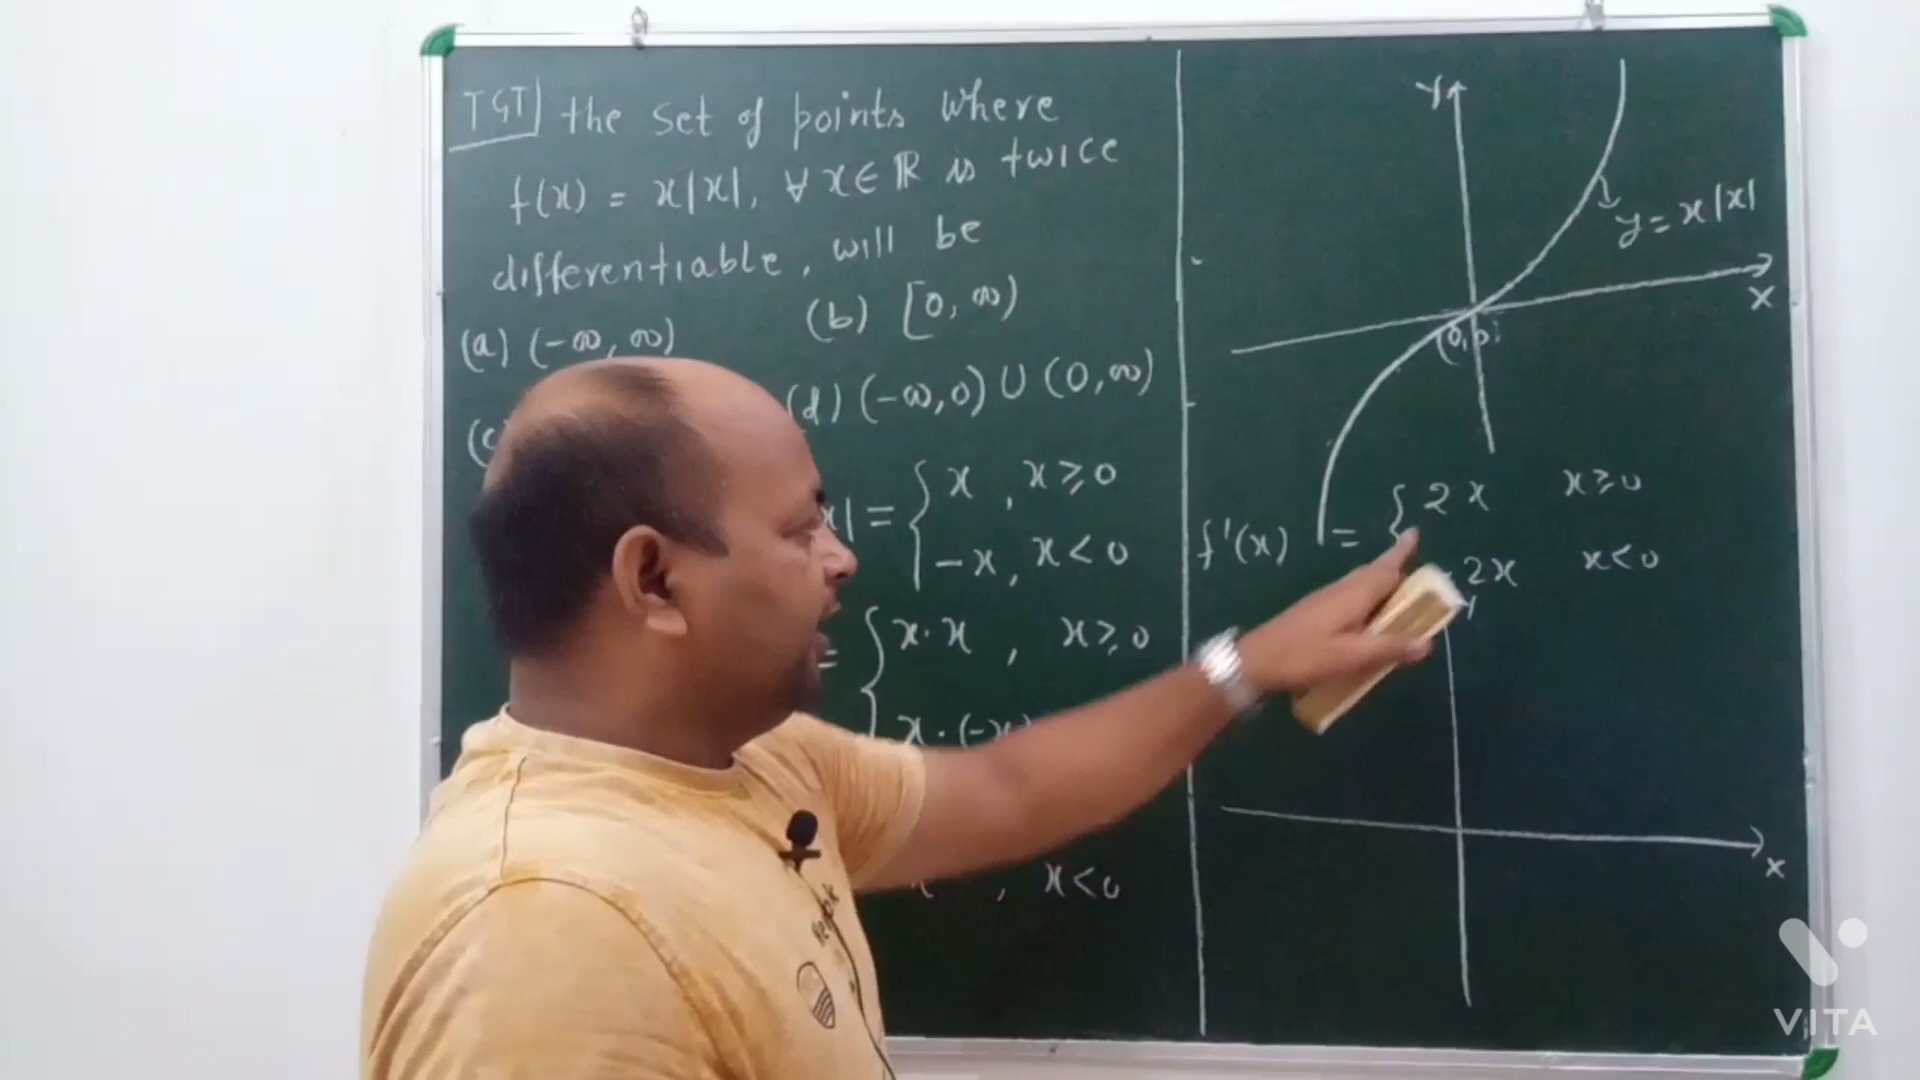 TGT) the set of points where
f(x) = x|x|, ∀ x ∈ ℝ is twice
differentiable, will be
(a) (-∞, ∞) (b) [0, ∞)
(d) (-∞, 0) ∪ (0, ∞)
x| = { x , x ≥ 0
-x, x < 0
= { x·x , x ≥ 0
x·(-x)
, x < 0
Y
y = x|x|
X
(0,0)
f'(x) = { 2x x ≥ 0
-2x x < 0
x
VITA